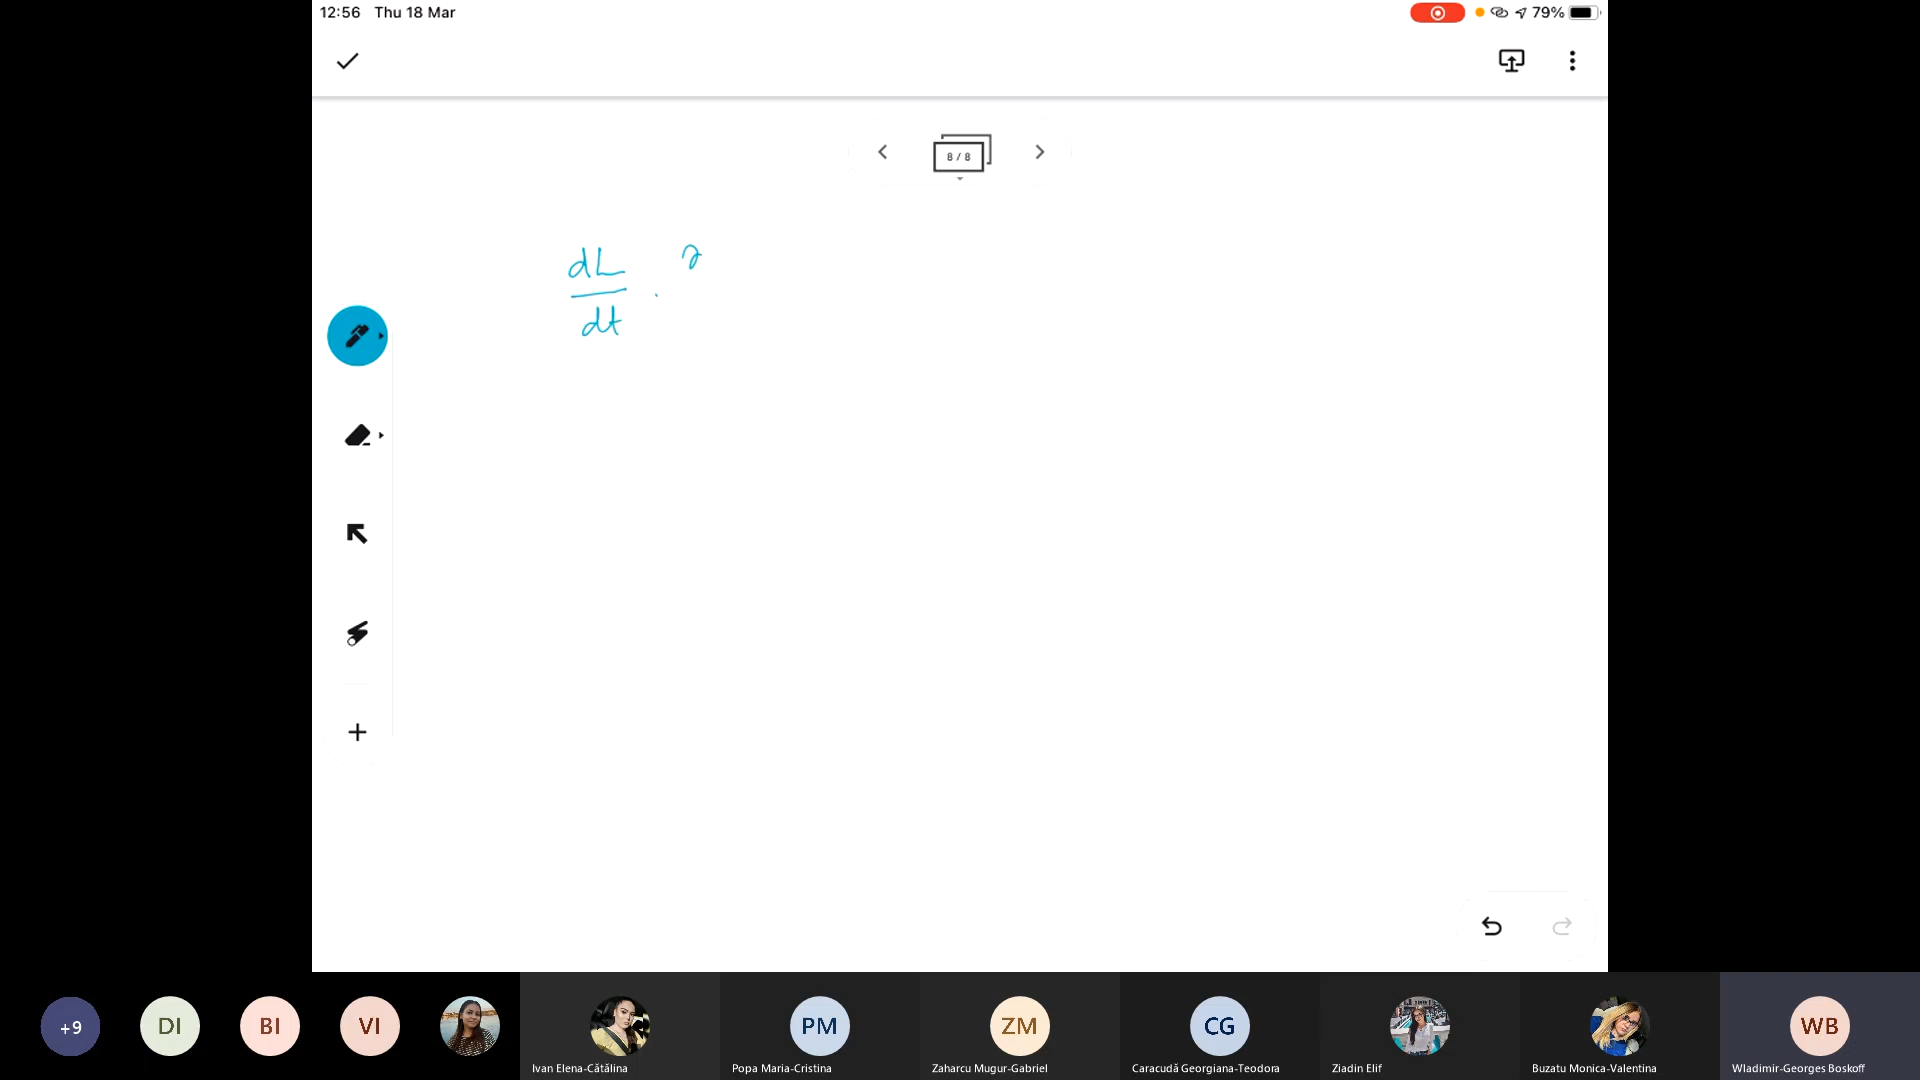 12:56 Thu 18 Mar
79%
8 / 8
dL
dt
+9
DI
BI
VI
PM
ZM
CG
WB
Ivan Elena-Cătălina
Popa Maria-Cristina
Zaharcu Mugur-Gabriel
Caracudă Georgiana-Teodora
Ziadin Elif
Buzatu Monica-Valentina
Wladimir-Georges Boskoff